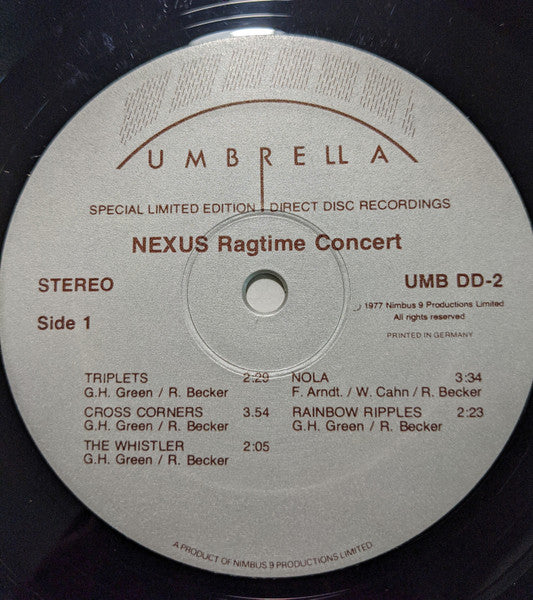 UMBRELLA
SPECIAL LIMITED EDITION DIRECT DISC RECORDINGS
NEXUS Ragtime Concert
STEREO
Side 1
UMB DD-2
1977 Nimbus 9 Productions Limited
All rights reserved
PRINTED IN GERMANY
TRIPLETS 2:29
G.H. Green / R. Becker
CROSS CORNERS 3.54
G.H. Green / R. Becker
THE WHISTLER 2:05
G.H. Green / R. Becker
NOLA 3:34
F. Arndt. / W. Cahn / R. Becker
RAINBOW RIPPLES 2:23
G.H. Green / R. Becker
A PRODUCT OF NIMBUS 9 PRODUCTIONS LIMITED.